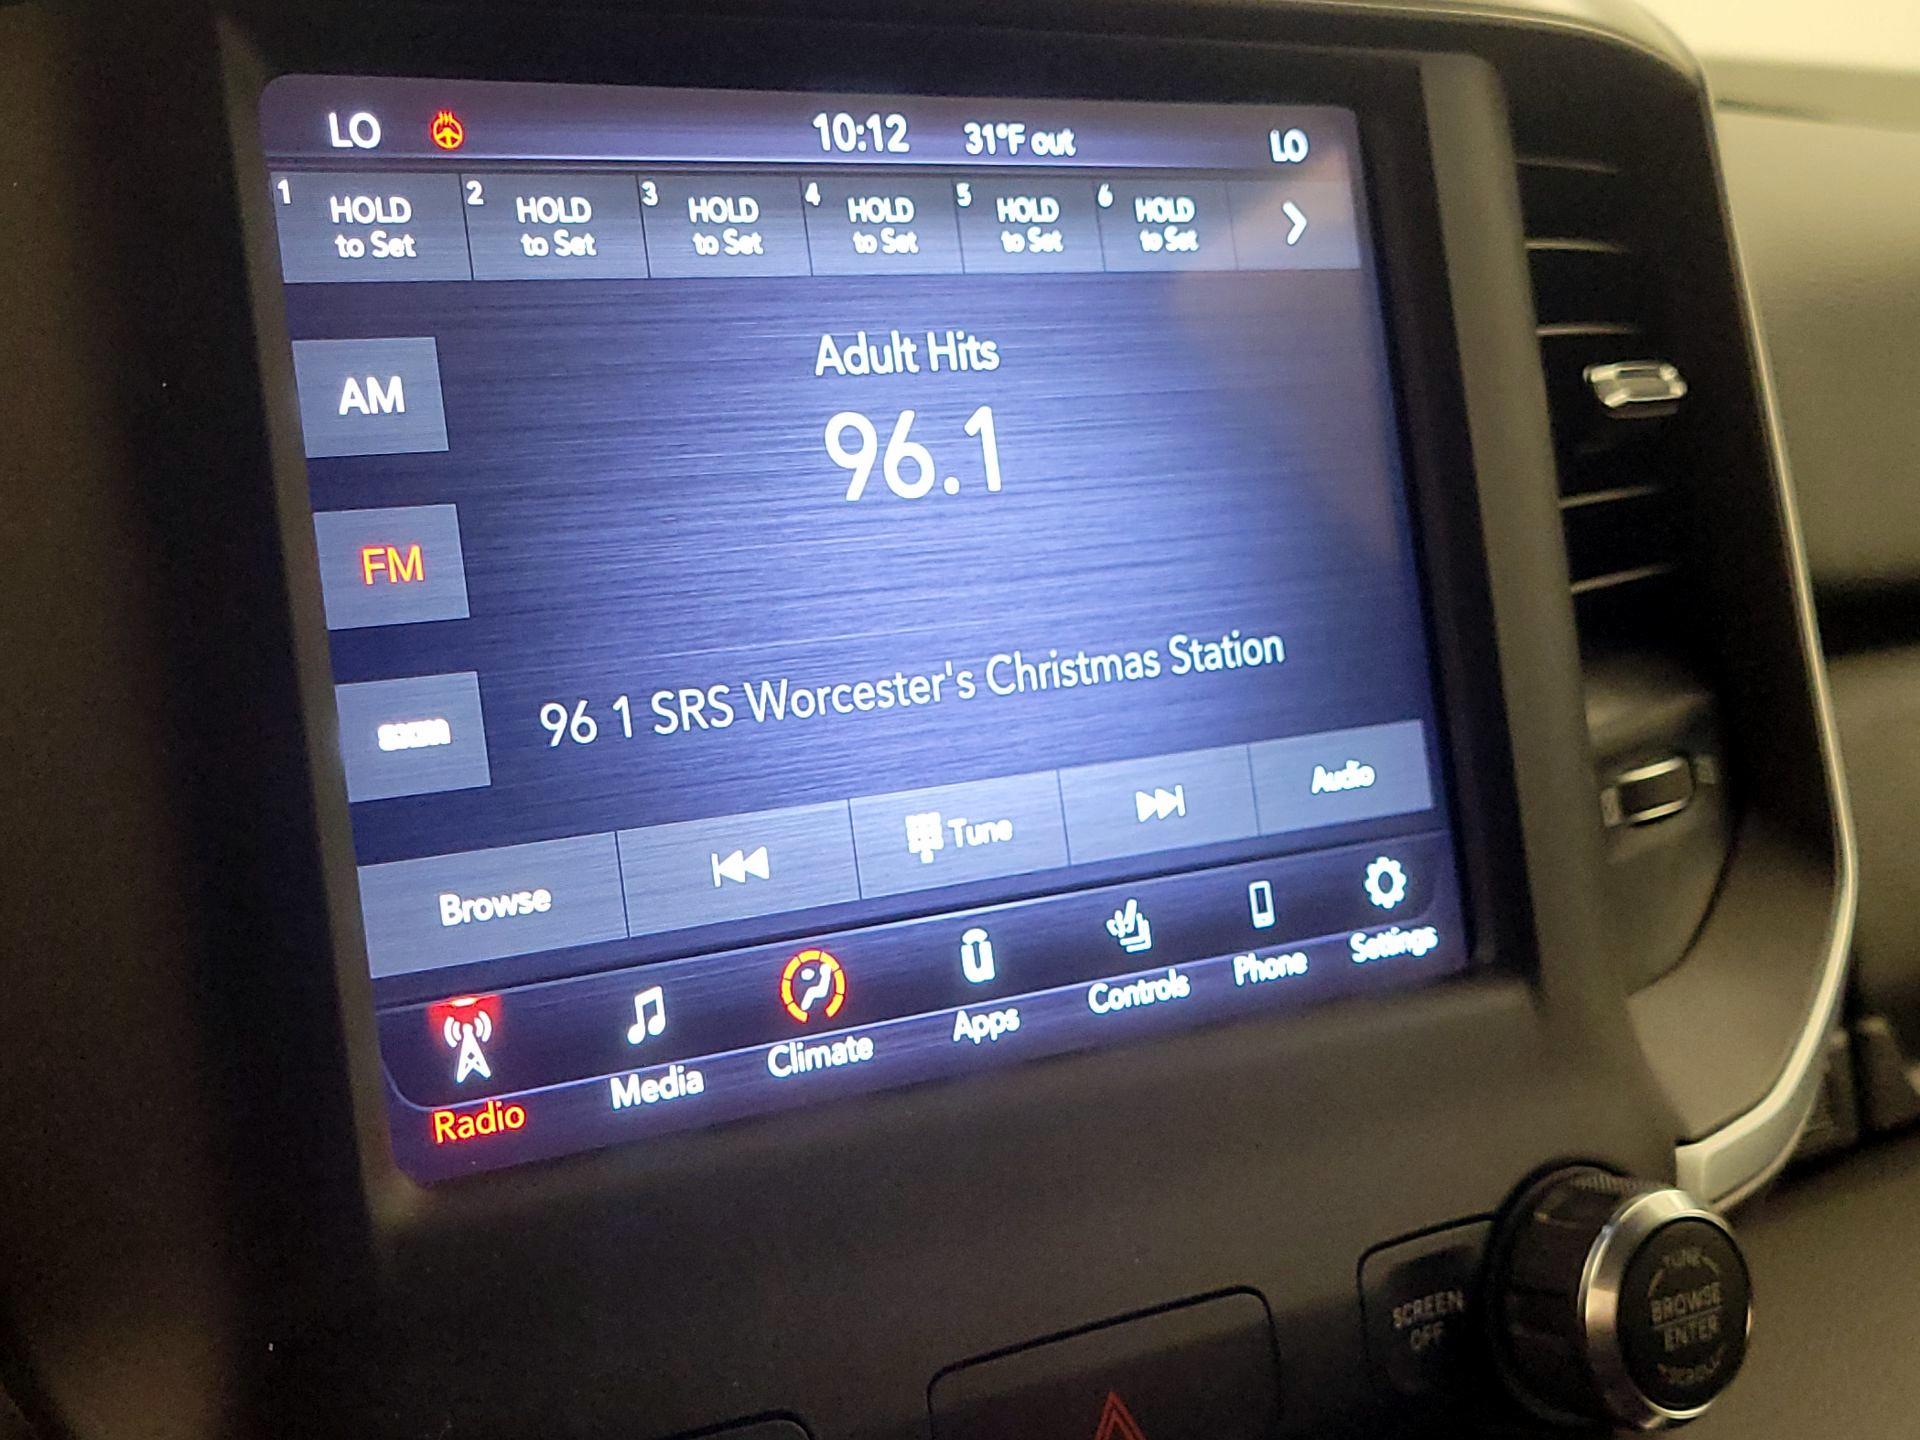 LO 10:12 31°F out LO
1 HOLD to Set
2 HOLD to Set
3 HOLD to Set
4 HOLD to Set
5 HOLD to Set
6 HOLD to Set
Adult Hits
AM
96.1
FM
96 1 SRS Worcester's Christmas Station
SXM
Browse
Tune
Audio
Radio
Media
Climate
Apps
Controls
Phone
Settings
SCREEN
OFF
TUNE
BROWSE
ENTER
SCROLL